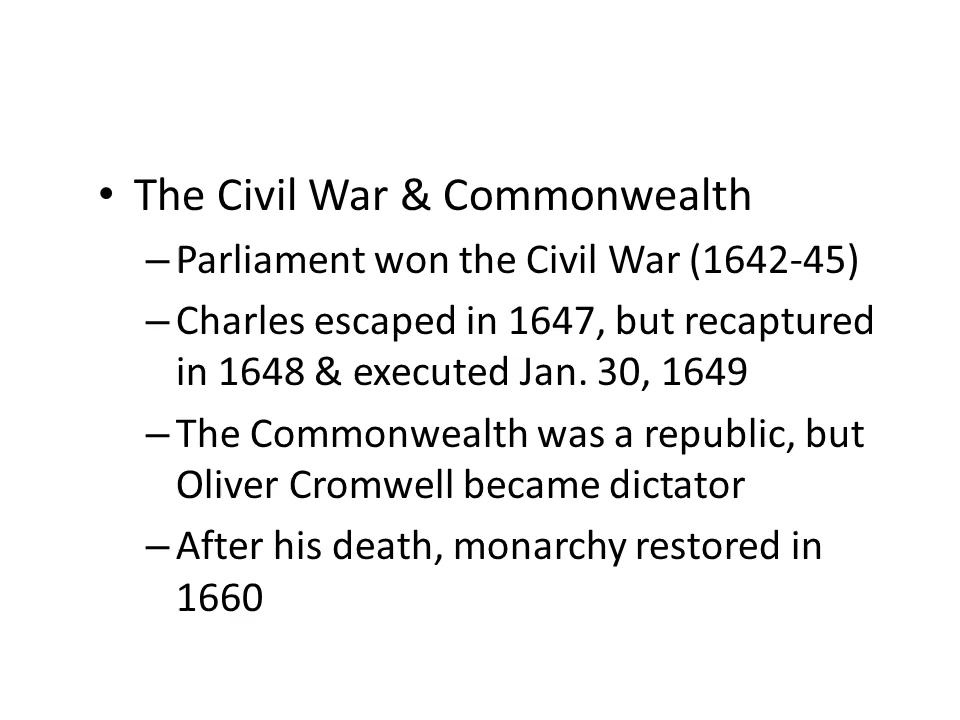 • The Civil War & Commonwealth
– Parliament won the Civil War (1642-45)
– Charles escaped in 1647, but recaptured
in 1648 & executed Jan. 30, 1649
– The Commonwealth was a republic, but
Oliver Cromwell became dictator
– After his death, monarchy restored in
1660